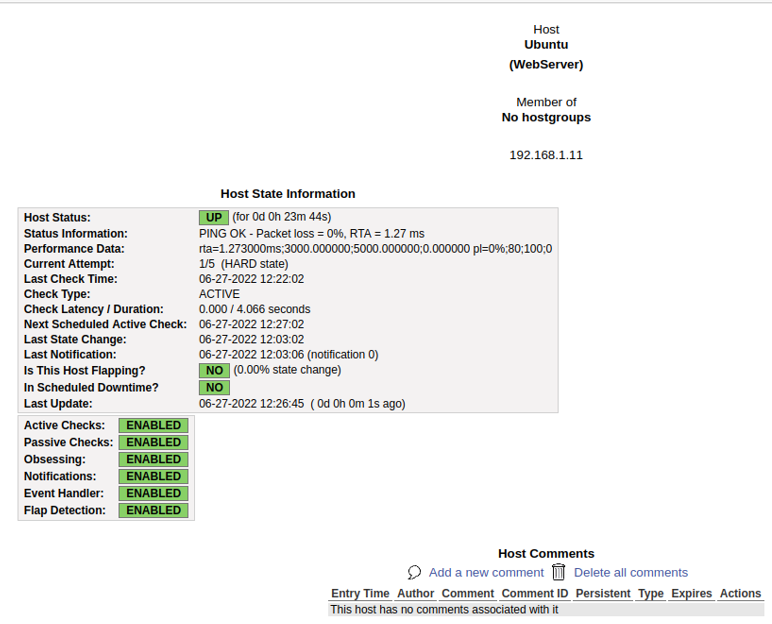 Host
Ubuntu
(WebServer)
Member of
No hostgroups
192.168.1.11
Host State Information
Host Status: UP (for 0d 0h 23m 44s)
Status Information: PING OK - Packet loss = 0%, RTA = 1.27 ms
Performance Data: rta=1.273000ms;3000.000000;5000.000000;0.000000 pl=0%;80;100;0
Current Attempt: 1/5 (HARD state)
Last Check Time: 06-27-2022 12:22:02
Check Type: ACTIVE
Check Latency / Duration: 0.000 / 4.066 seconds
Next Scheduled Active Check: 06-27-2022 12:27:02
Last State Change: 06-27-2022 12:03:02
Last Notification: 06-27-2022 12:03:06 (notification 0)
Is This Host Flapping? NO (0.00% state change)
In Scheduled Downtime? NO
Last Update: 06-27-2022 12:26:45 ( 0d 0h 0m 1s ago)
Active Checks: ENABLED
Passive Checks: ENABLED
Obsessing: ENABLED
Notifications: ENABLED
Event Handler: ENABLED
Flap Detection: ENABLED
Host Comments
Add a new comment Delete all comments
Entry Time Author Comment Comment ID Persistent Type Expires Actions
This host has no comments associated with it